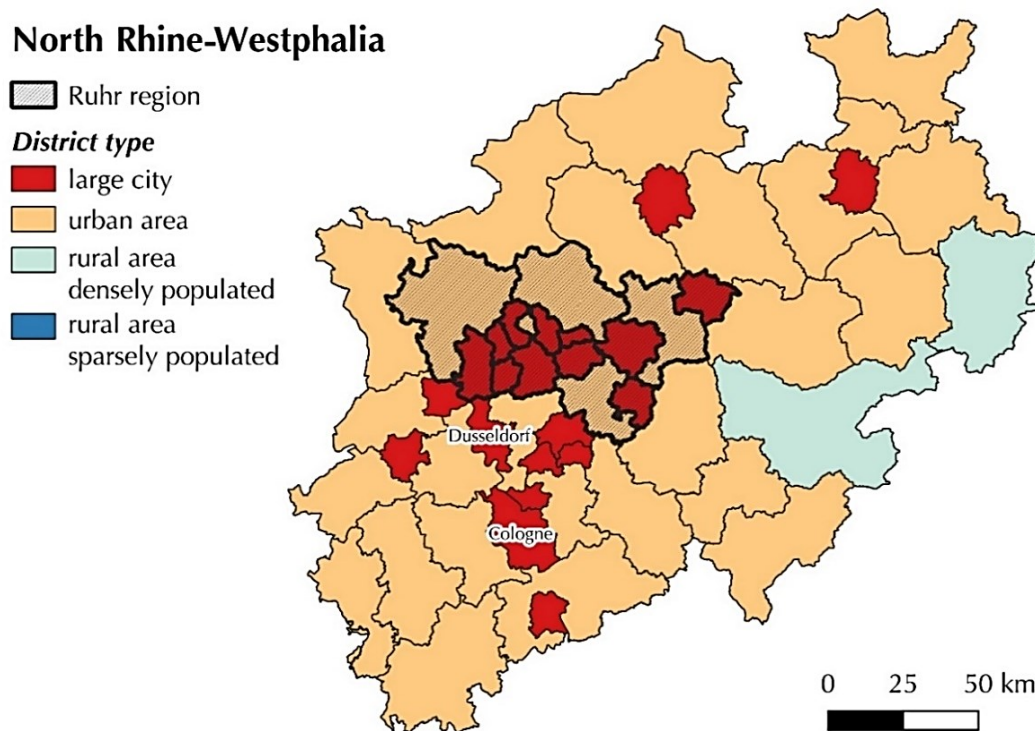 North Rhine-Westphalia
Ruhr region
District type
large city
urban area
rural area
densely populated
rural area
sparsely populated
Dusseldorf
Cologne
0 25 50 km